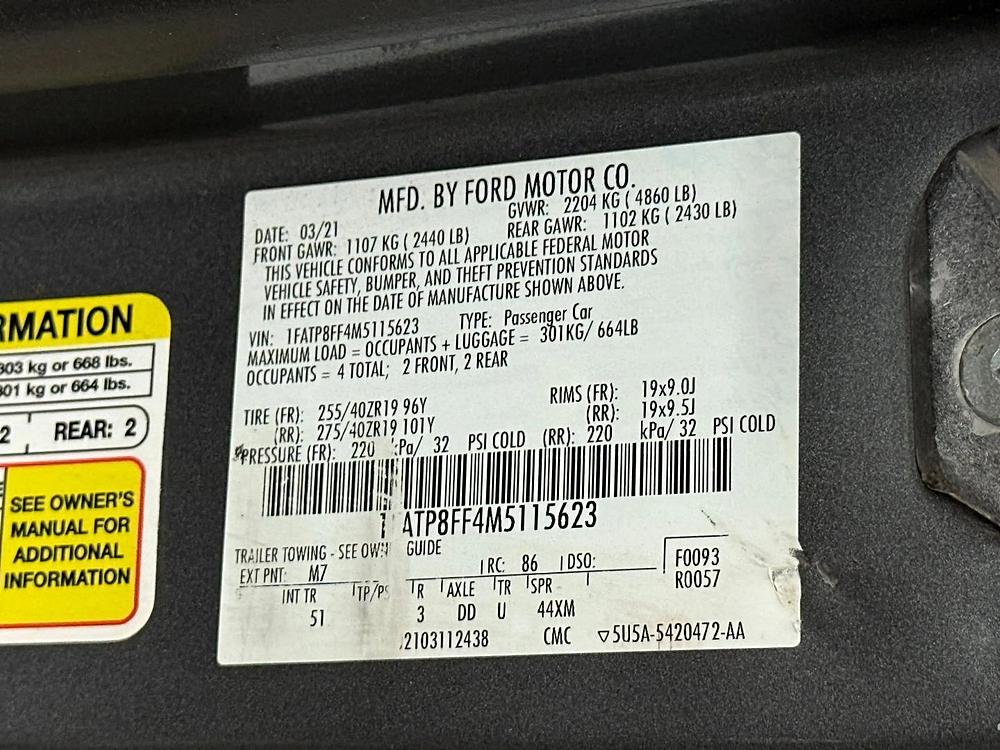 MFD. BY FORD MOTOR CO.
DATE: 03/21 GVWR: 2204 KG ( 4860 LB)
FRONT GAWR: 1107 KG ( 2440 LB) REAR GAWR: 1102 KG ( 2430 LB)
THIS VEHICLE CONFORMS TO ALL APPLICABLE FEDERAL MOTOR
VEHICLE SAFETY, BUMPER, AND THEFT PREVENTION STANDARDS
IN EFFECT ON THE DATE OF MANUFACTURE SHOWN ABOVE.
VIN: 1FATP8FF4M5115623 TYPE: Passenger Car
MAXIMUM LOAD = OCCUPANTS + LUGGAGE = 301KG/ 664LB
OCCUPANTS = 4 TOTAL; 2 FRONT, 2 REAR
TIRE (FR): 255/40ZR19 96Y RIMS (FR): 19x9.0J
(RR): 275/40ZR19 101Y (RR): 19x9.5J
PRESSURE (FR): 220 kPa/ 32 PSI COLD (RR): 220 kPa/ 32 PSI COLD
ATP8FF4M5115623
TRAILER TOWING - SEE OWN GUIDE
EXT PNT: M7 RC: 86 DSO: F0093
R0057
INT TR TP/PS R AXLE TR SPR
51 3 DD U 44XM
2103112438 CMC ▽5U5A-5420472-AA
RMATION
303 kg or 668 lbs.
301 kg or 664 lbs.
2 REAR: 2
SEE OWNER'S
MANUAL FOR
ADDITIONAL
INFORMATION